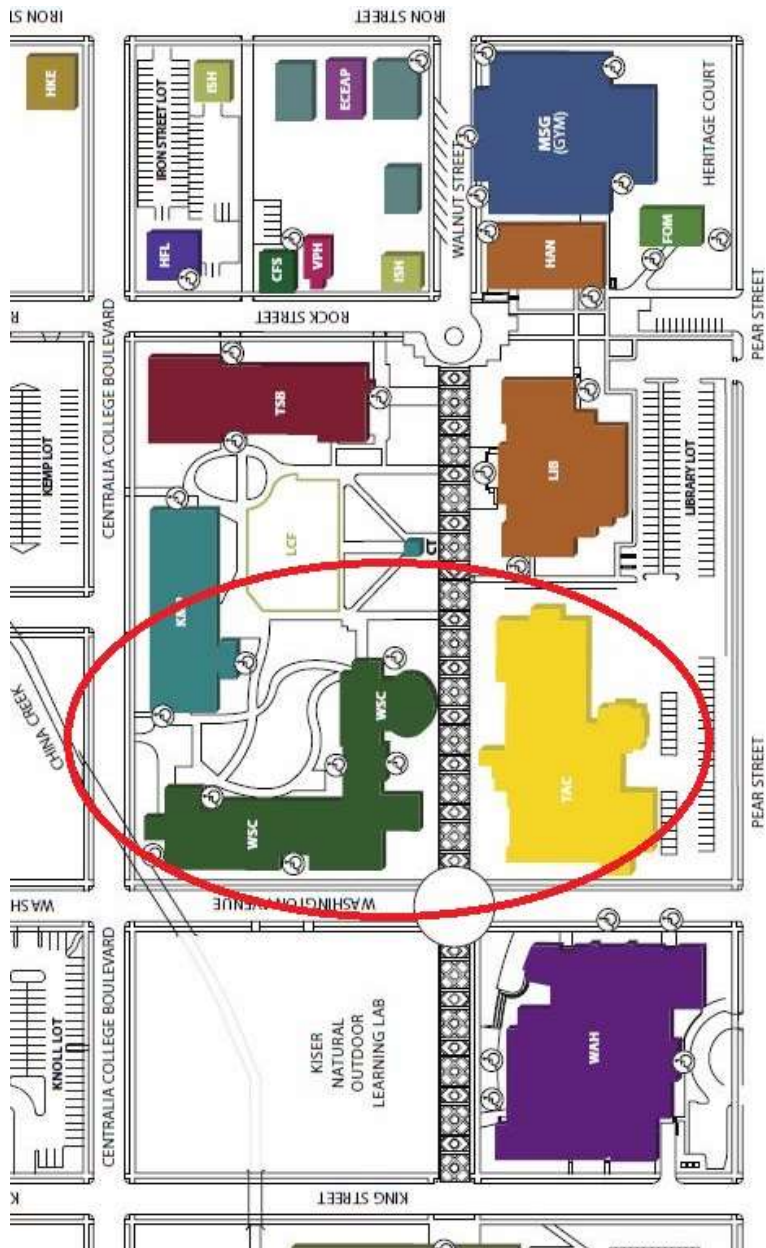 IRON STREET
IRON STREET
HKE
IRON STREET LOT
ISH
ECEAP
MSG
(GYM)
HERITAGE COURT
WALNUT STREET
HFL
CFS
VPH
ISH
HAN
FOM
ROCK STREET
PEAR STREET
CENTRALIA COLLEGE BOULEVARD
KEMP LOT
TSB
LIB
LIBRARY LOT
LCF
CT
CHINA CREEK
WSC
WSC
TAC
PEAR STREET
WASH
WASHINGTON AVENUE
KNOLL LOT
CENTRALIA COLLEGE BOULEVARD
KISER
NATURAL
OUTDOOR
LEARNING LAB
WAH
K
KING STREET